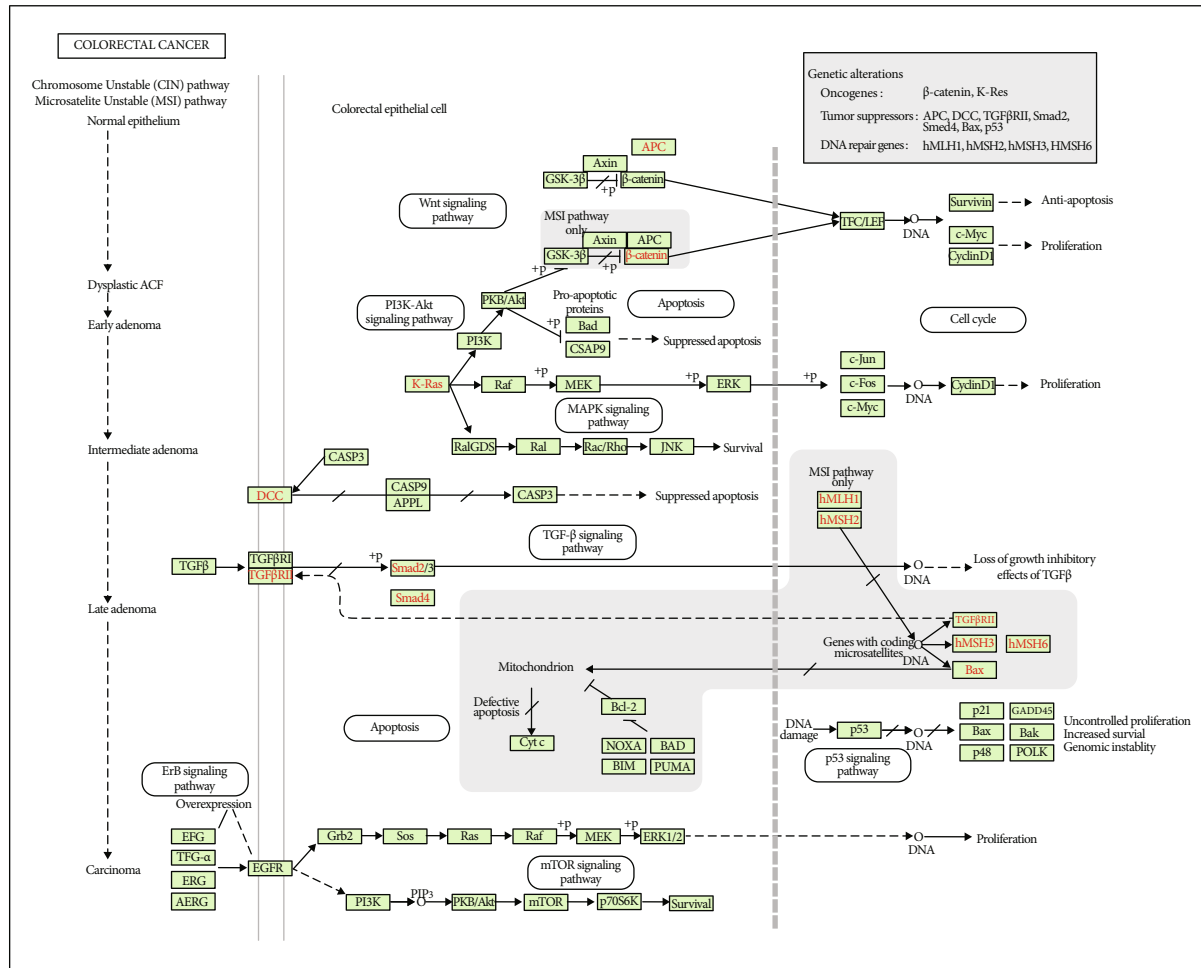 COLORECTAL CANCER
Chromosome Unstable (CIN) pathway
Microsatelite Unstable (MSI) pathway
Normal epithelium
Dysplastic ACF
Early adenoma
Intermediate adenoma
Late adenoma
Carcinoma
Colorectal epithelial cell
Genetic alterations
Oncogenes : β-catenin, K-Res
Tumor suppressors : APC, DCC, TGFβRII, Smad2,
Smed4, Bax, p53
DNA repair genes : hMLH1, hMSH2, hMSH3, HMSH6
APC
Axin
GSK-3β
+p
β-catenin
Wnt signaling
pathway
MSI pathway
only
Axin
APC
GSK-3β
+p
β-catenin
+p
TFC/LEF
DNA
Survivin
Anti-apoptosis
c-Myc
CyclinD1
Proliferation
PKB/Akt
PI3K-Akt
signaling pathway
PI3K
Pro-apoptotic
proteins
+p
Bad
CSAP9
Apoptosis
Suppressed apoptosis
Cell cycle
K-Ras
Raf
+p
MEK
+p
ERK
+p
c-Jun
c-Fos
c-Myc
DNA
CyclinD1
Proliferation
MAPK signaling
pathway
RalGDS
Ral
Rac/Rho
JNK
Survival
CASP3
DCC
CASP9
APPL
CASP3
Suppressed apoptosis
MSI pathway
only
hMLH1
hMSH2
TGF-β signaling
pathway
TGFβ
TGFβRI
TGFβRII
+p
Smad2/3
Smad4
DNA
Loss of growth inhibitory
effects of TGFβ
TGFβRII
Genes with coding
microsatellites
DNA
hMSH3
hMSH6
Bax
Mitochondrion
Defective
apoptosis
Cyt c
Bcl-2
NOXA
BAD
BIM
PUMA
Apoptosis
DNA
damage
p53
DNA
p53 signaling
pathway
p21
GADD45
Bax
Bak
p48
POLK
Uncontrolled proliferation
Increased survial
Genomic instablity
ErB signaling
pathway
Overexpression
EFG
TFG-α
ERG
AERG
EGFR
Grb2
Sos
Ras
Raf
+p
MEK
+p
ERK1/2
DNA
Proliferation
mTOR signaling
pathway
PI3K
PIP3
PKB/Akt
mTOR
p70S6K
Survival